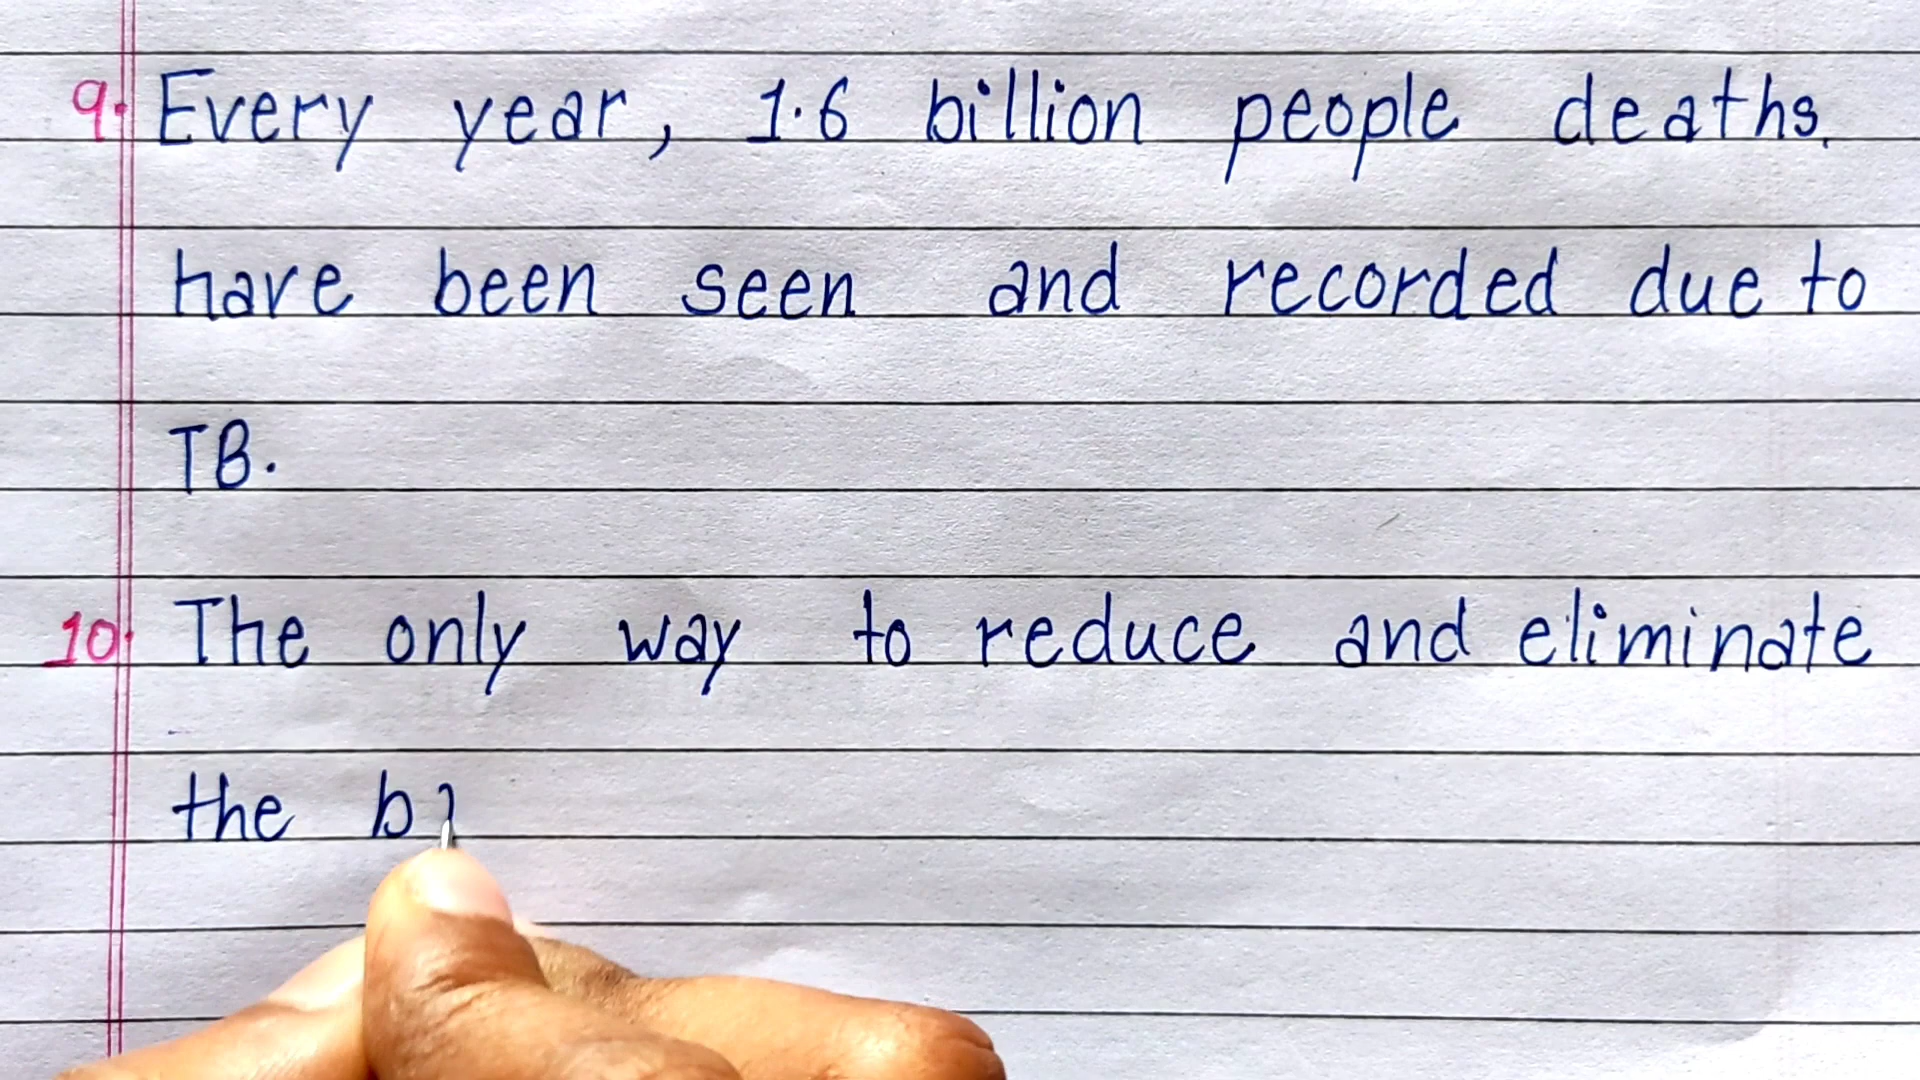 9. Every year, 1.6 billion people deaths,
have been seen and recorded due to
TB.
10. The only way to reduce and eliminate
the